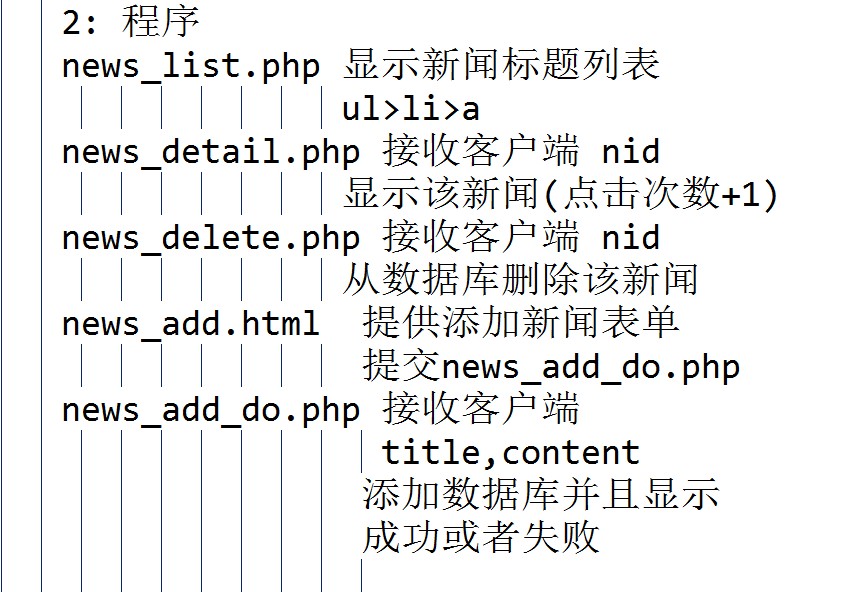 2: 程序
news_list.php 显示新闻标题列表
ul>li>a
news_detail.php 接收客户端 nid
显示该新闻(点击次数+1)
news_delete.php 接收客户端 nid
从数据库删除该新闻
news_add.html 提供添加新闻表单
提交news_add_do.php
news_add_do.php 接收客户端
title,content
添加数据库并且显示
成功或者失败